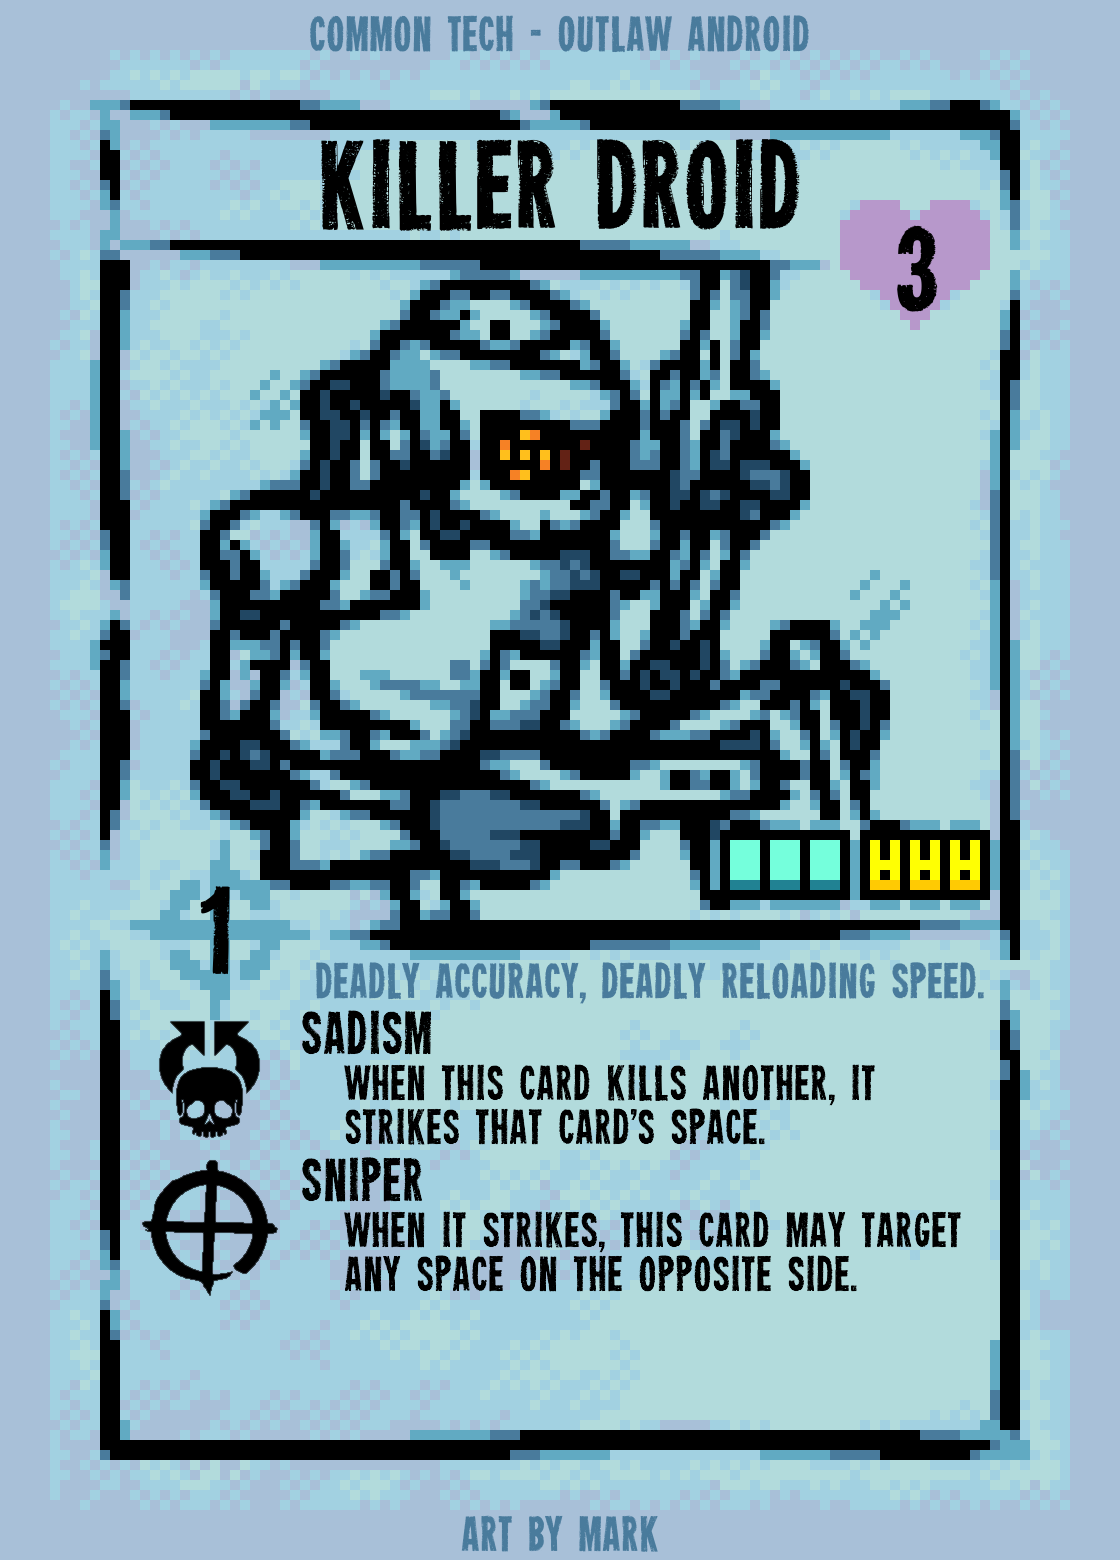 COMMON TECH - OUTLAW ANDROID
KILLER DROID
3
1
DEADLY ACCURACY, DEADLY RELOADING SPEED.
SADISM
WHEN THIS CARD KILLS ANOTHER, IT
STRIKES THAT CARD'S SPACE.
SNIPER
WHEN IT STRIKES, THIS CARD MAY TARGET
ANY SPACE ON THE OPPOSITE SIDE.
ART BY MARK